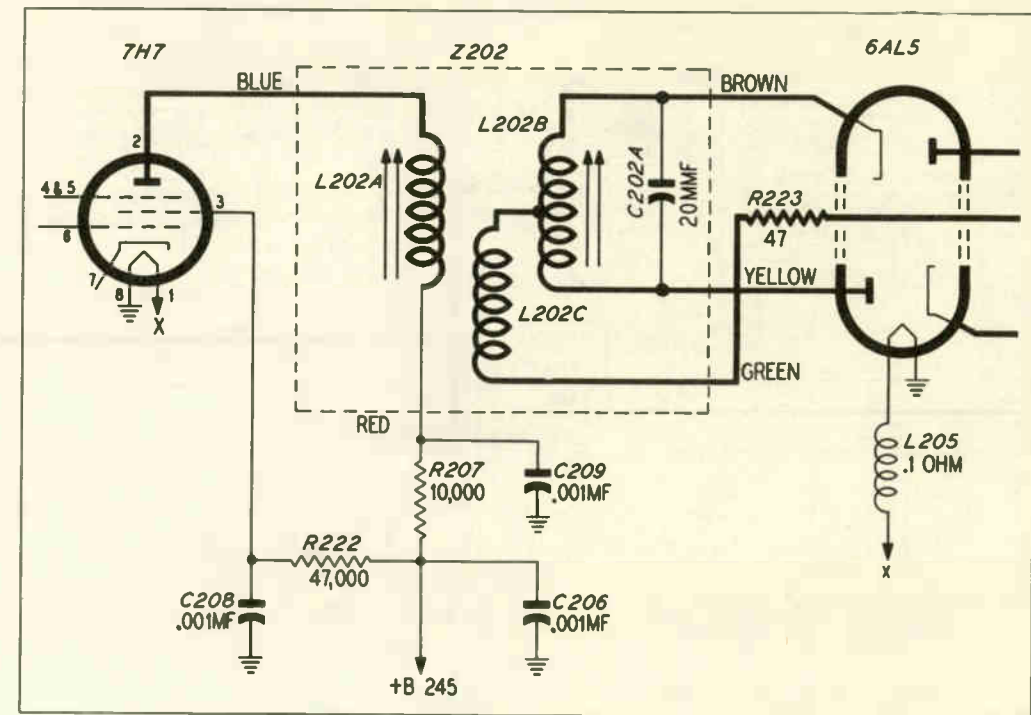 7H7
Z202
6AL5
BLUE
BROWN
2
L202B
L202A
C202A
20MMF
R223
47
4&5
3
6
7
8
1
X
YELLOW
L202C
GREEN
RED
R207
10,000
C209
.001MF
L205
.1 OHM
R222
47,000
X
C208
.001MF
C206
.001MF
+B 245